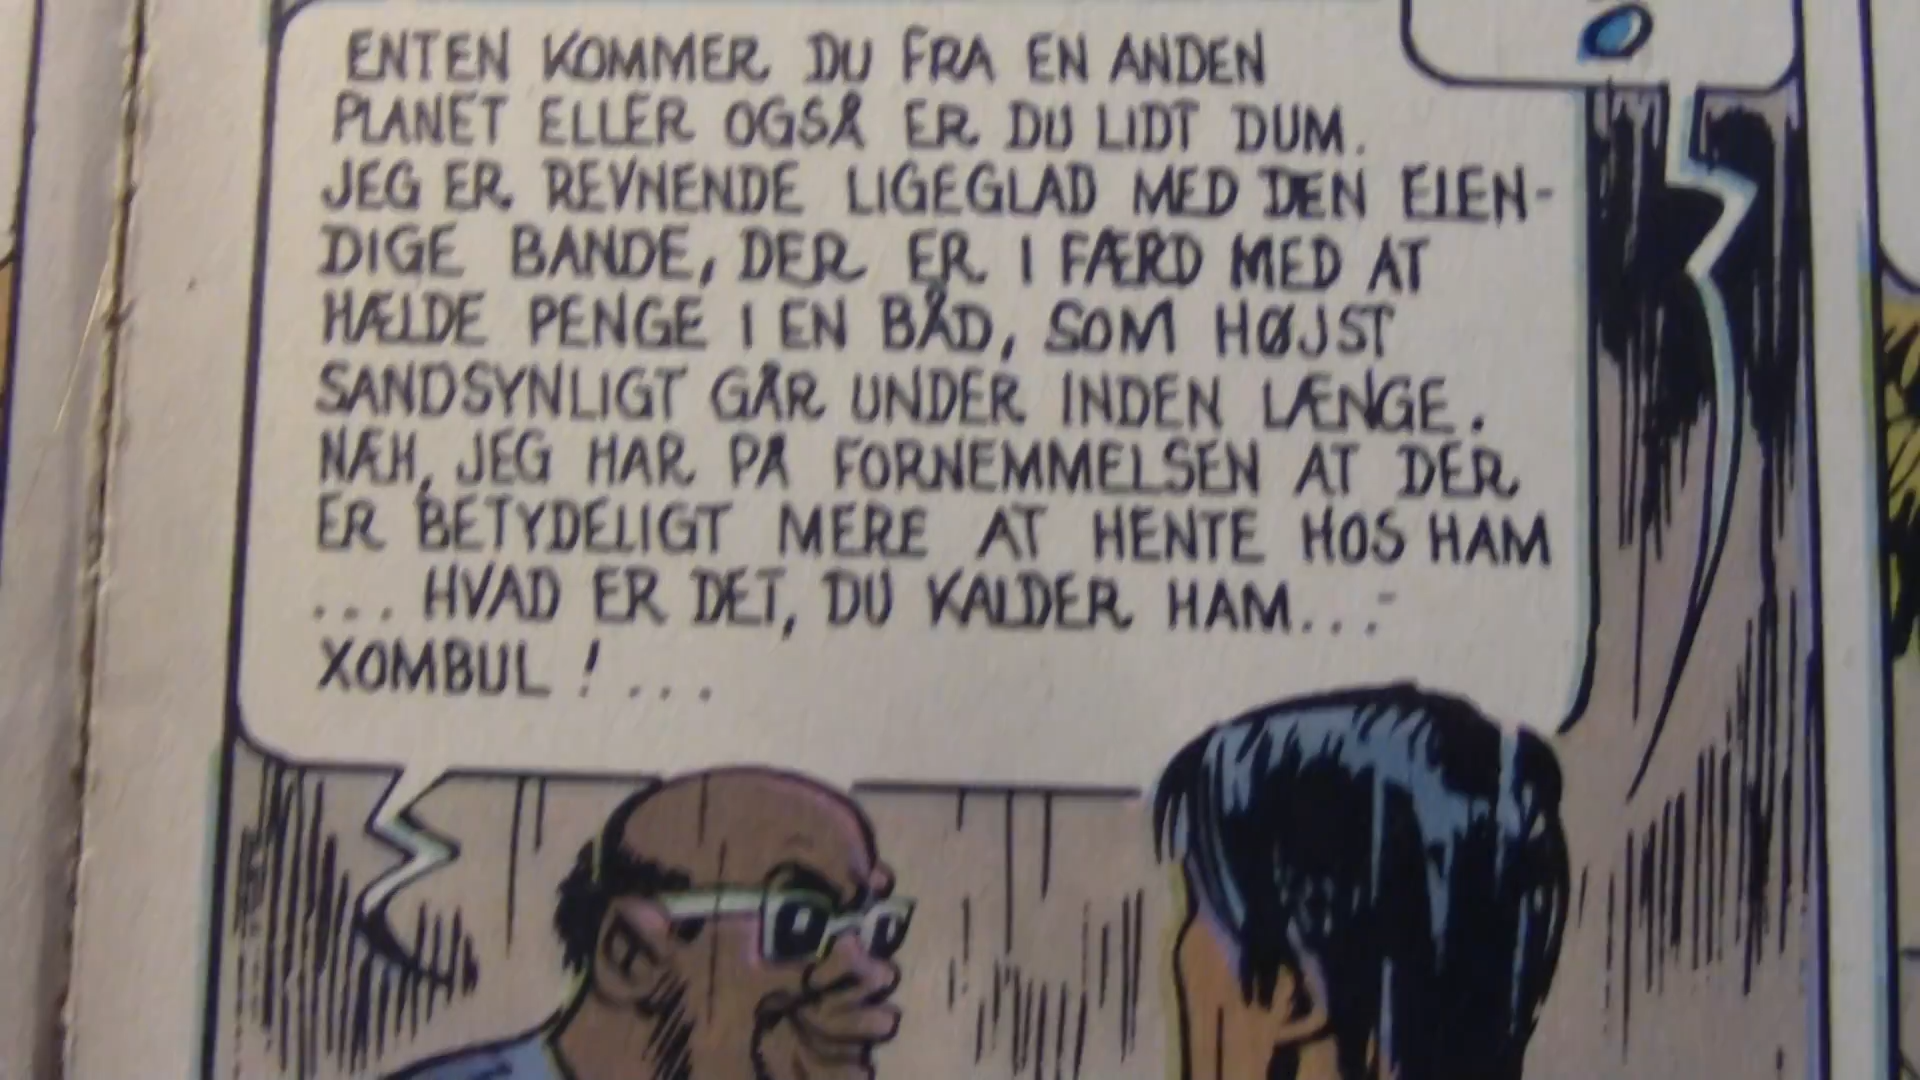 ENTEN KOMMER DU FRA EN ANDEN
PLANET ELLER OGSÅ ER DU LIDT DUM.
JEG ER REVNENDE LIGEGLAD MED DEN ELEN-
DIGE BANDE, DER ER I FÆRD MED AT
HÆLDE PENGE I EN BÅD, SOM HØJST
SANDSYNLIGT GÅR UNDER INDEN LÆNGE.
NÆH, JEG HAR PÅ FORNEMMELSEN AT DER
ER BETYDELIGT MERE AT HENTE HOS HAM
... HVAD ER DET, DU KALDER HAM...-
XOMBUL!...